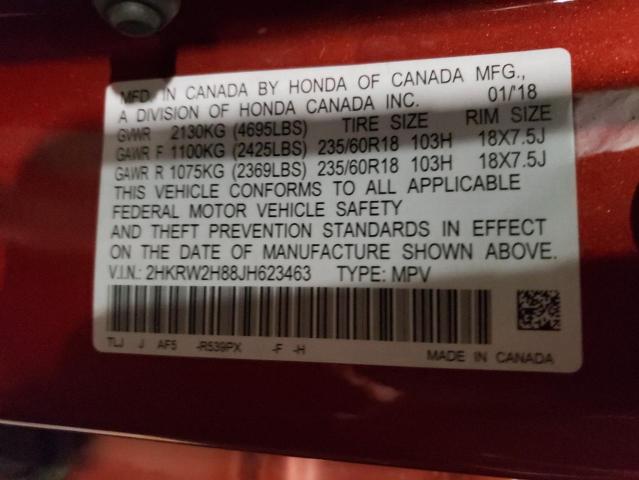 MFD. IN CANADA BY HONDA OF CANADA MFG.,
A DIVISION OF HONDA CANADA INC. 01/'18
GVWR 2130KG (4695LBS) TIRE SIZE RIM SIZE
GAWR F 1100KG (2425LBS) 235/60R18 103H 18X7.5J
GAWR R 1075KG (2369LBS) 235/60R18 103H 18X7.5J
THIS VEHICLE CONFORMS TO ALL APPLICABLE
FEDERAL MOTOR VEHICLE SAFETY
AND THEFT PREVENTION STANDARDS IN EFFECT
ON THE DATE OF MANUFACTURE SHOWN ABOVE.
V.I.N.: 2HKRW2H88JH623463 TYPE: MPV
TLJ J AF5 -R539PX -F -H MADE IN CANADA